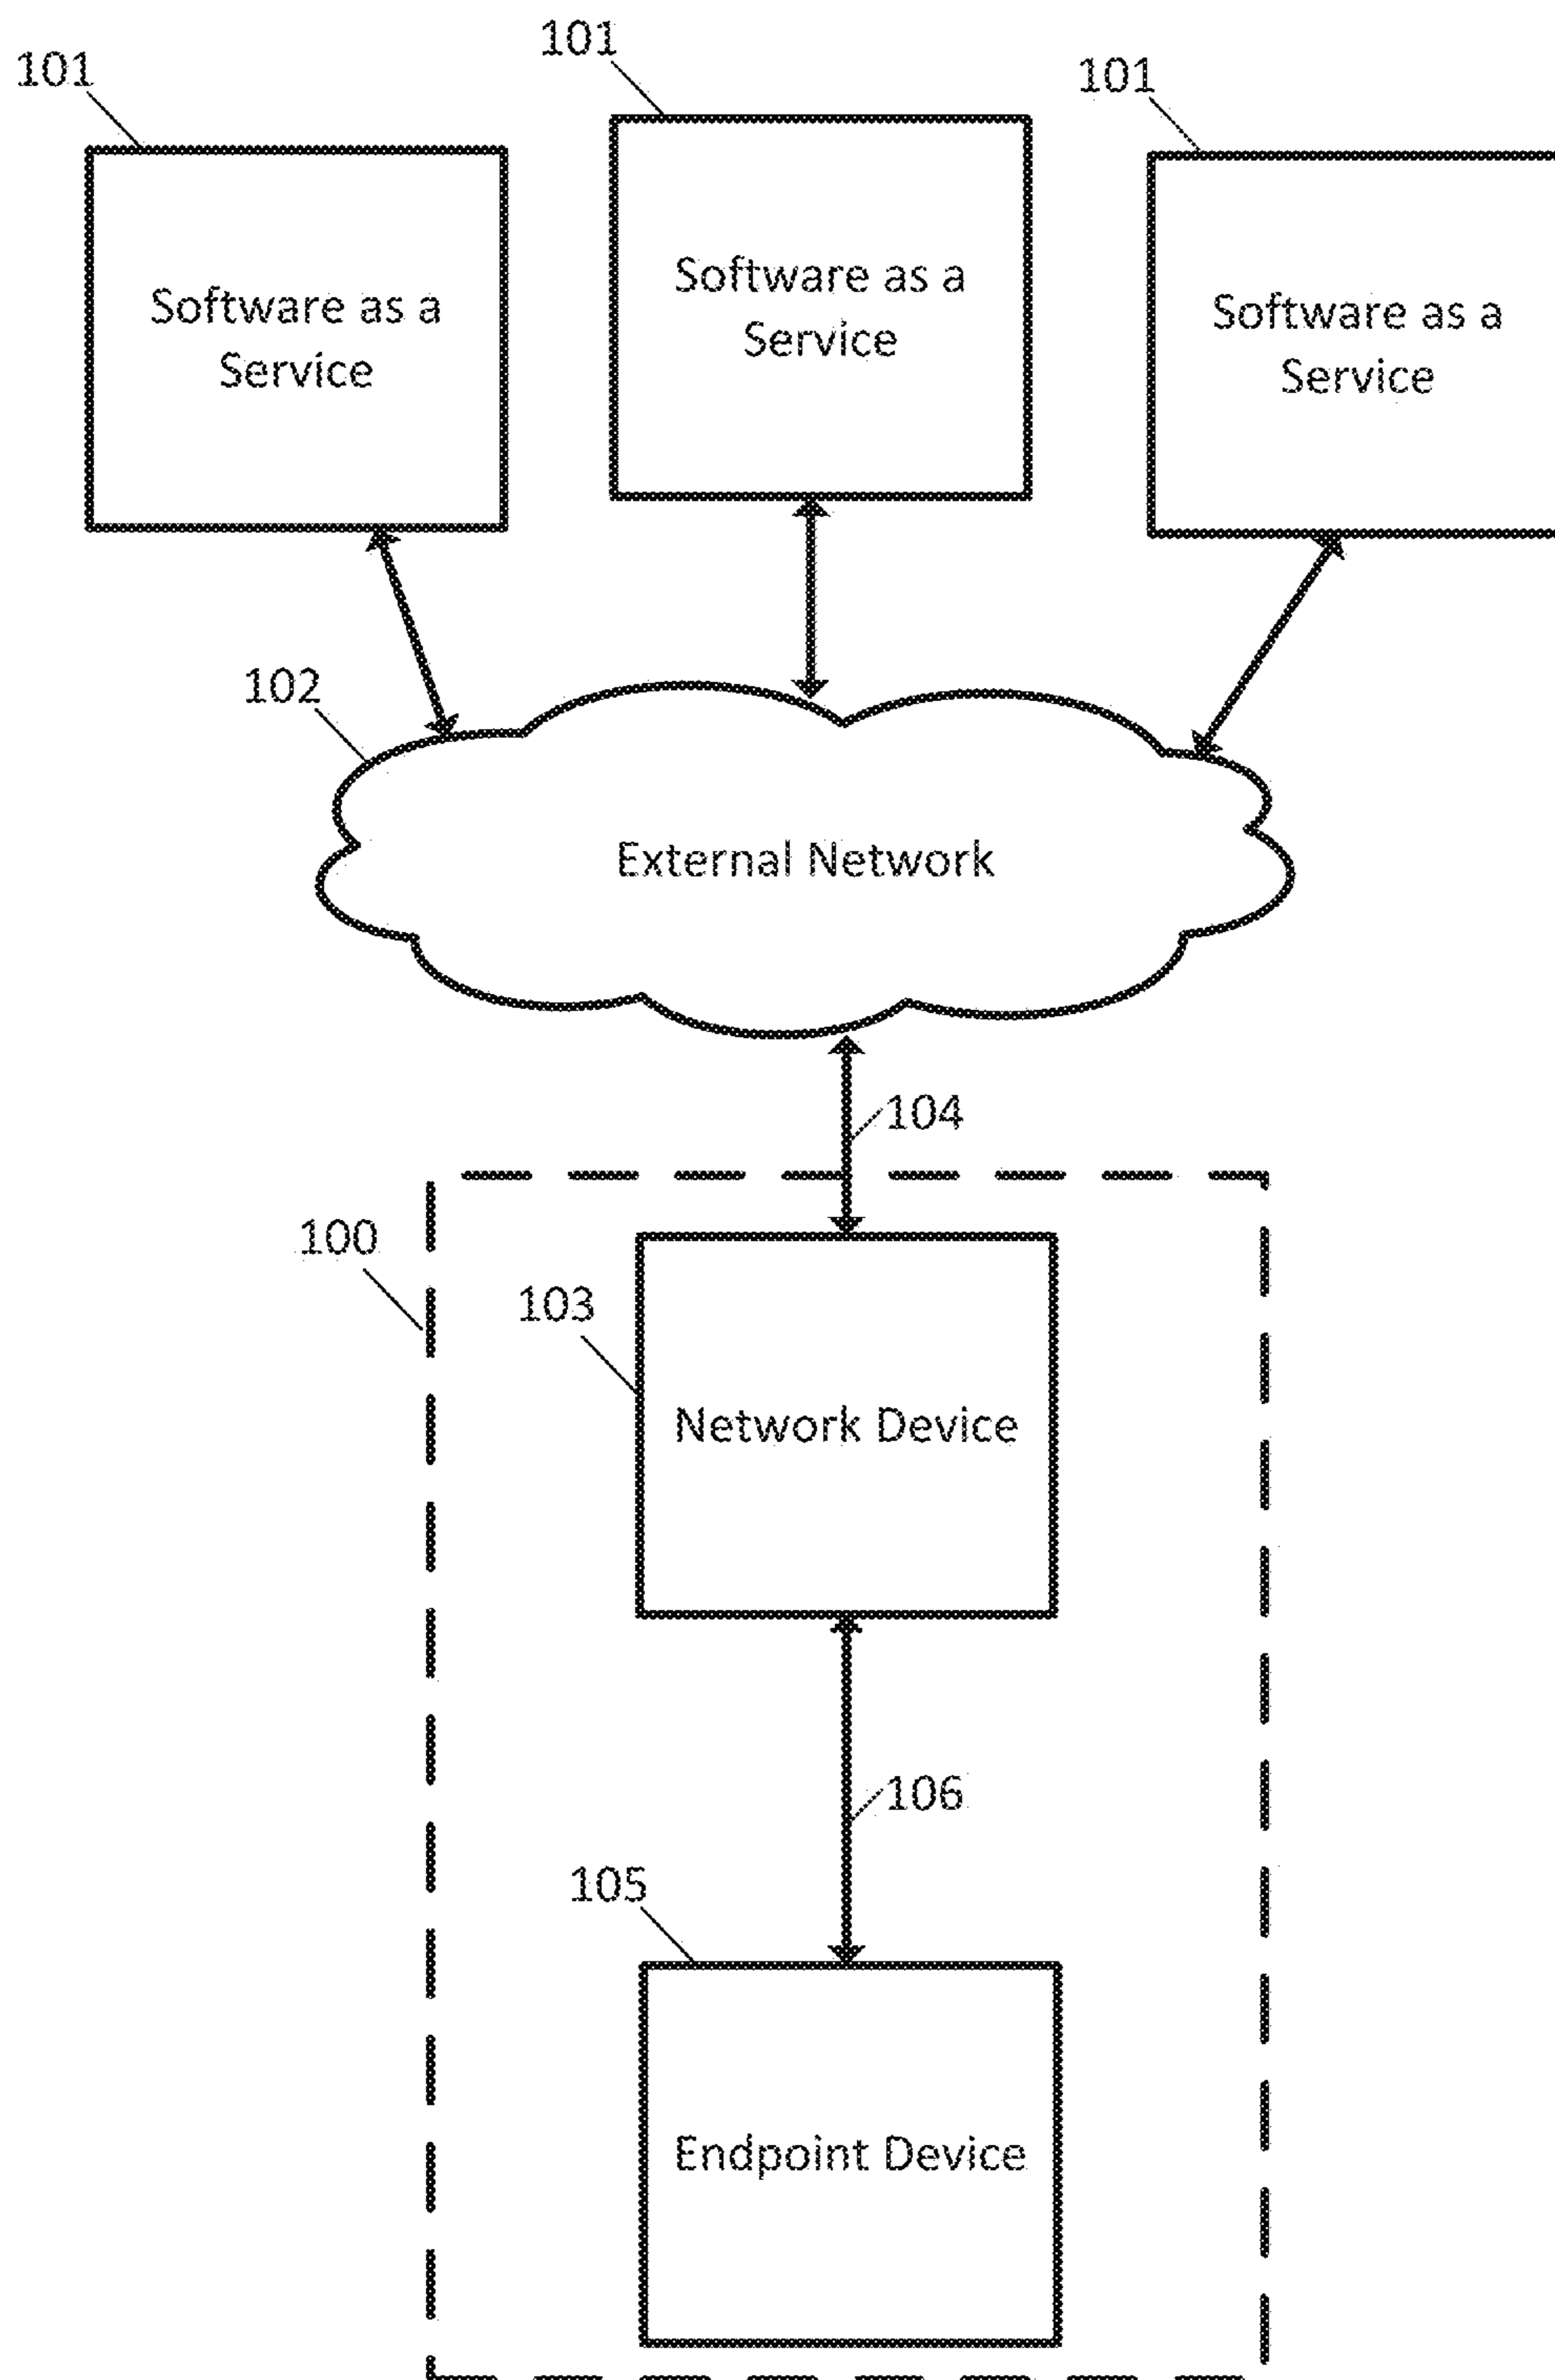 101
101
101
Software as a
Service
Software as a
Service
Software as a
Service
102
External Network
104
100
103
Network Device
106
105
Endpoint Device